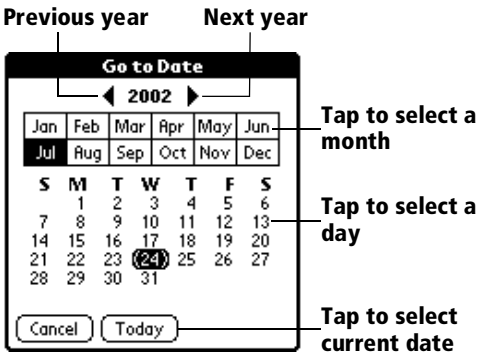 Previous year Next year
Go to Date
2002
Jan Feb Mar Apr May Jun
Jul Aug Sep Oct Nov Dec
Tap to select a
month
S M T W T F S
1 2 3 4 5 6
7 8 9 10 11 12 13
14 15 16 17 18 19 20
21 22 23 (24) 25 26 27
28 29 30 31
Tap to select a
day
Cancel Today
Tap to select
current date